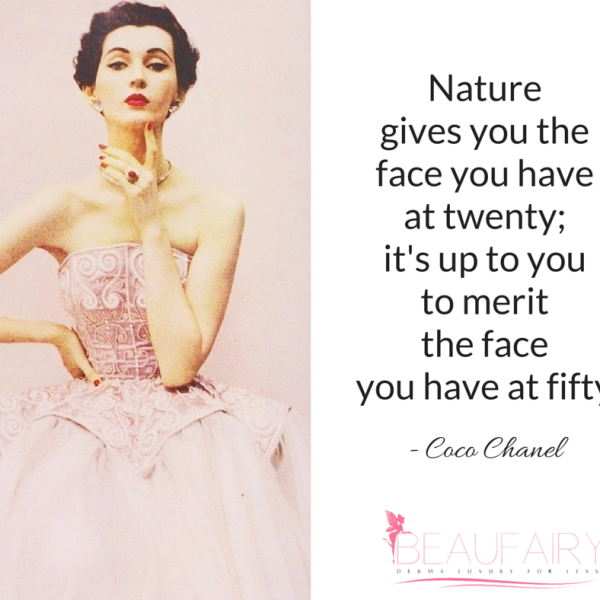 Nature
gives you the
face you have
at twenty;
it's up to you
to merit
the face
you have at fifty
- Coco Chanel
BEAUFAIRY
DERMA LUXURY FOR LESS